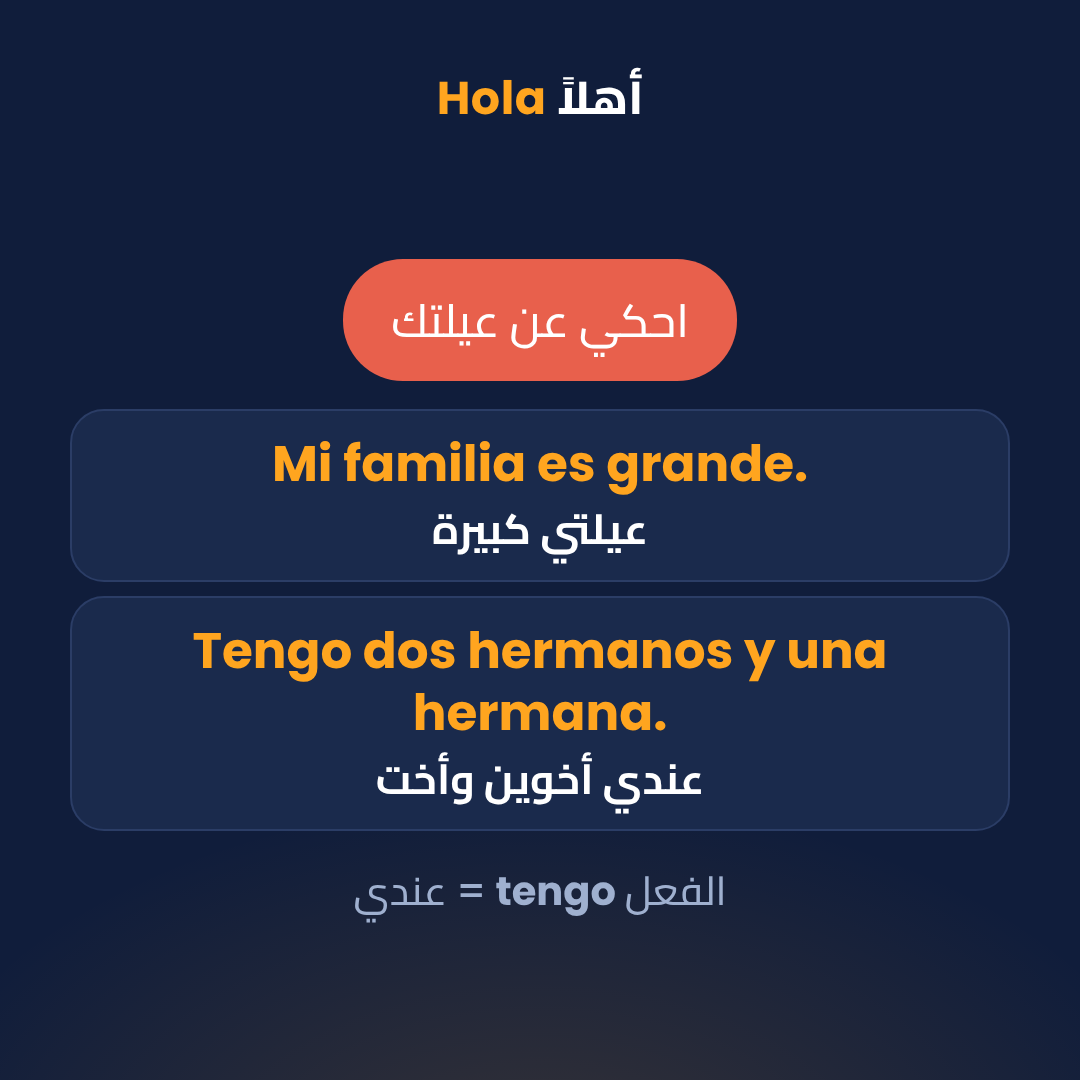 أهلاً Hola
احكي عن عيلتك
Mi familia es grande.
عيلتي كبيرة
Tengo dos hermanos y una
hermana.
عندي أخوين وأخت
الفعل tengo = عندي